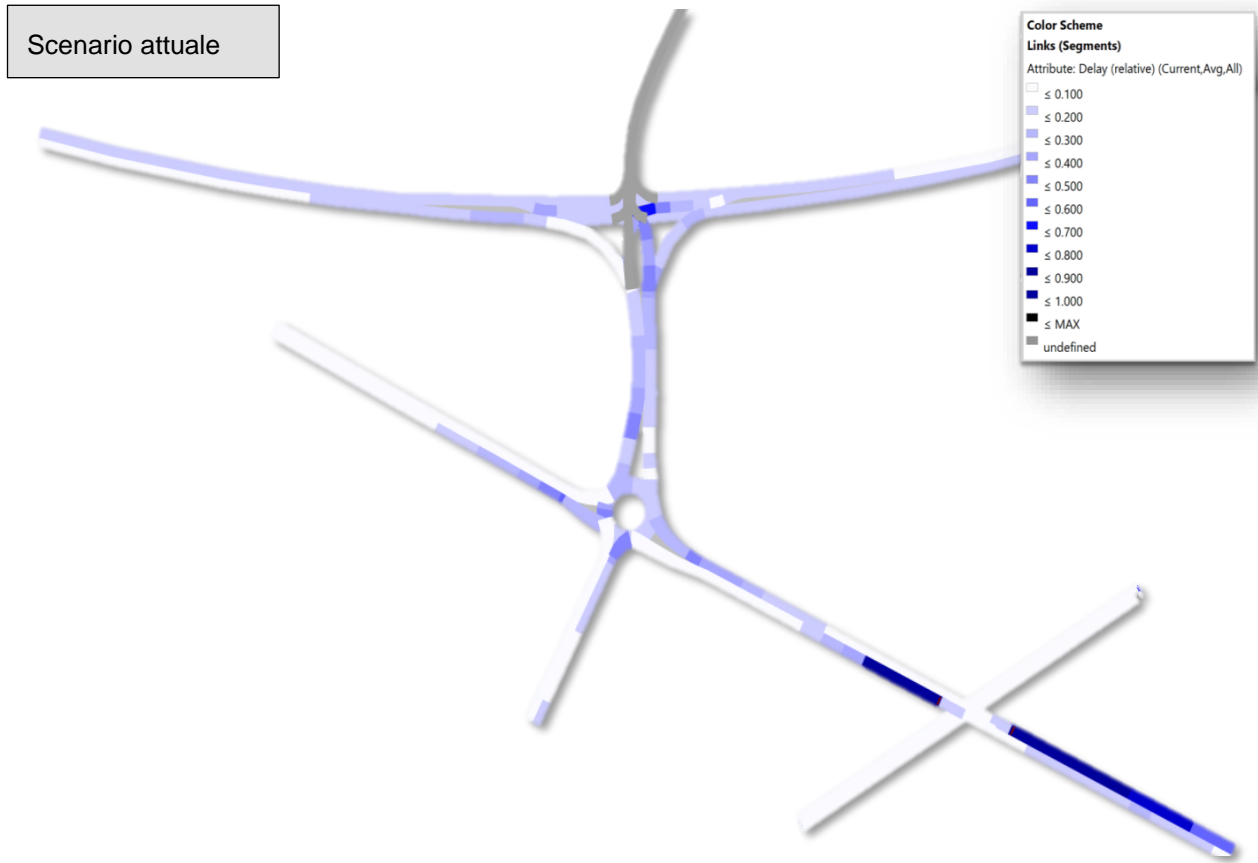 Scenario attuale
Color Scheme
Links (Segments)
Attribute: Delay (relative) (Current,Avg,All)
≤ 0.100
≤ 0.200
≤ 0.300
≤ 0.400
≤ 0.500
≤ 0.600
≤ 0.700
≤ 0.800
≤ 0.900
≤ 1.000
≤ MAX
undefined